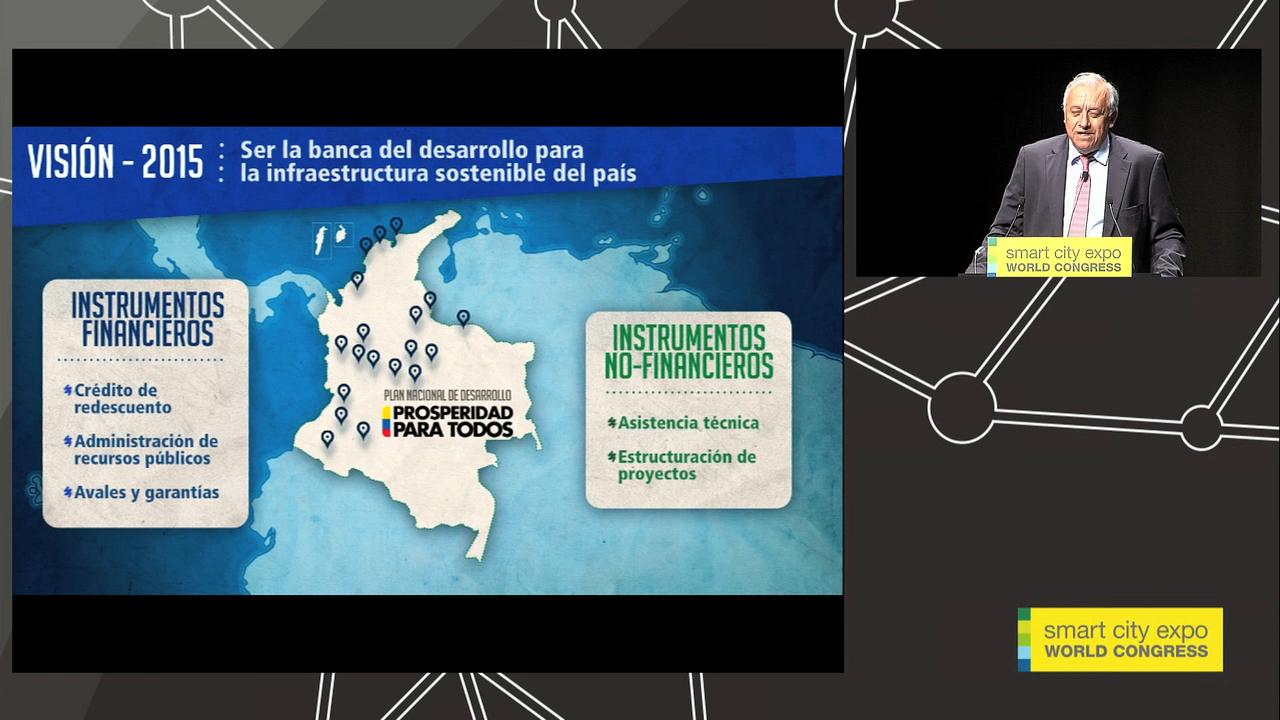 VISIÓN - 2015
Ser la banca del desarrollo para
la infraestructura sostenible del país
INSTRUMENTOS
FINANCIEROS
Crédito de
redescuento
Administración de
recursos públicos
Avales y garantías
PLAN NACIONAL DE DESARROLLO
PROSPERIDAD
PARA TODOS
INSTRUMENTOS
NO-FINANCIEROS
Asistencia técnica
Estructuración de
proyectos
smart city expo
WORLD CONGRESS
smart city expo
WORLD CONGRESS